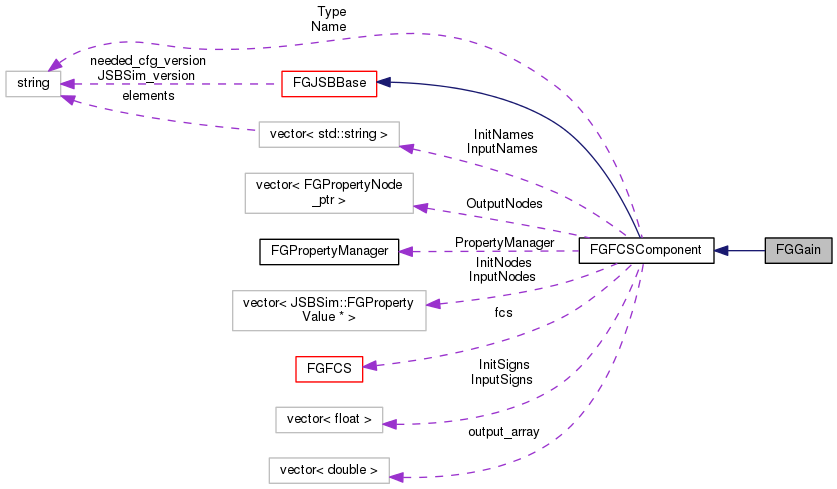 Type
Name
needed_cfg_version
JSBSim_version
string
FGJSBBase
elements
vector< std::string >
InitNames
InputNames
vector< FGPropertyNode
_ptr >
OutputNodes
FGPropertyManager
PropertyManager
FGFCSComponent
FGGain
InitNodes
InputNodes
vector< JSBSim::FGProperty
Value * >
fcs
FGFCS
InitSigns
InputSigns
vector< float >
output_array
vector< double >